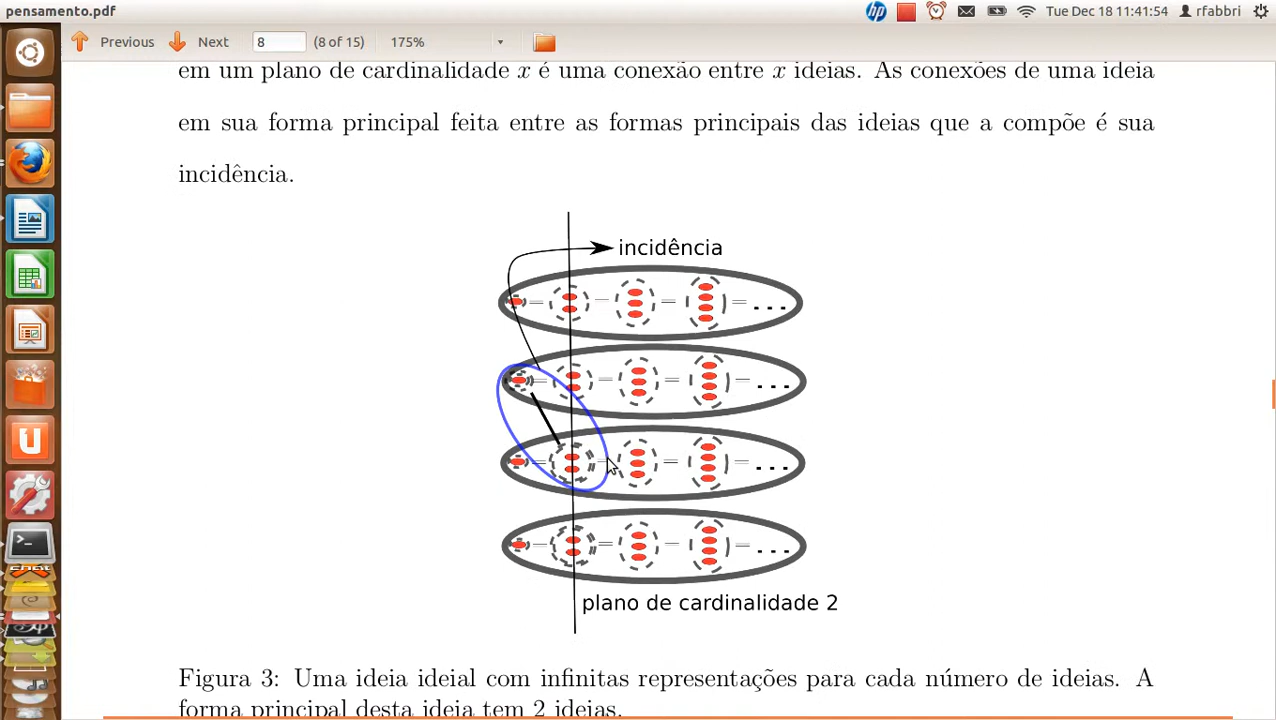 pensamento.pdf
Tue Dec 18 11:41:54 rfabbri
Previous Next 8 (8 of 15) 175%
em um plano de cardinalidade x é uma conexão entre x ideias. As conexões de uma ideia
em sua forma principal feita entre as formas principais das ideias que a compõe é sua
incidência.
incidência
= = = = ...
= = = = ...
= = = = ...
= = = = ...
plano de cardinalidade 2
Figura 3: Uma ideia ideial com infinitas representações para cada número de ideias. A
forma principal desta ideia tem 2 ideias.